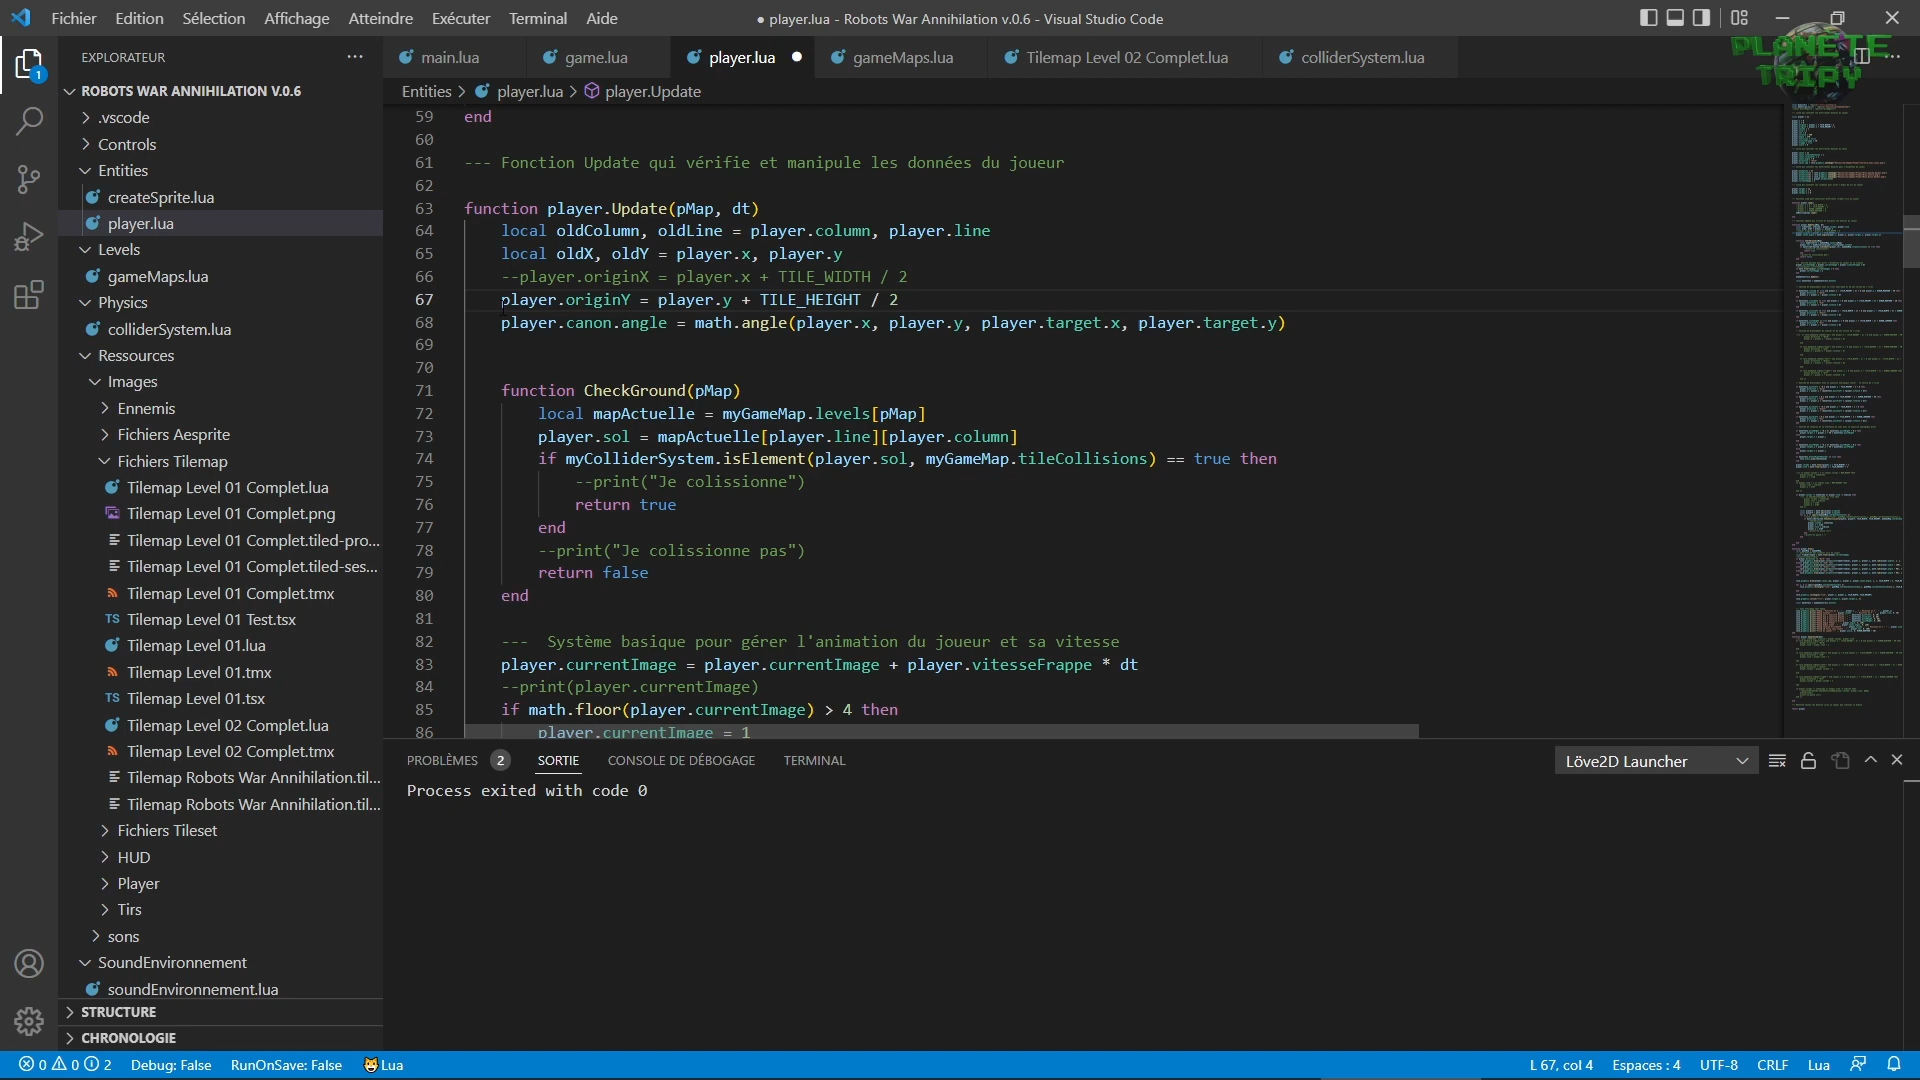 Fichier Edition Sélection Affichage Atteindre Exécuter Terminal Aide
● player.lua - Robots War Annihilation v.0.6 - Visual Studio Code
PLANETE
TRIPY
EXPLORATEUR
main.lua game.lua player.lua gameMaps.lua Tilemap Level 02 Complet.lua colliderSystem.lua
ROBOTS WAR ANNIHILATION V.0.6
.vscode
Controls
Entities
createSprite.lua
player.lua
Levels
gameMaps.lua
Physics
colliderSystem.lua
Ressources
Images
Ennemis
Fichiers Aesprite
Fichiers Tilemap
Tilemap Level 01 Complet.lua
Tilemap Level 01 Complet.png
Tilemap Level 01 Complet.tiled-pro...
Tilemap Level 01 Complet.tiled-ses...
Tilemap Level 01 Complet.tmx
TS Tilemap Level 01 Test.tsx
Tilemap Level 01.lua
Tilemap Level 01.tmx
TS Tilemap Level 01.tsx
Tilemap Level 02 Complet.lua
Tilemap Level 02 Complet.tmx
Tilemap Robots War Annihilation.til...
Tilemap Robots War Annihilation.til...
Fichiers Tileset
HUD
Player
Tirs
sons
SoundEnvironnement
soundEnvironnement.lua
STRUCTURE
CHRONOLOGIE
1
Entities > player.lua > player.Update
59 end
60
61 --- Fonction Update qui vérifie et manipule les données du joueur
62
63 function player.Update(pMap, dt)
64 local oldColumn, oldLine = player.column, player.line
65 local oldX, oldY = player.x, player.y
66 --player.originX = player.x + TILE_WIDTH / 2
67 player.originY = player.y + TILE_HEIGHT / 2
68 player.canon.angle = math.angle(player.x, player.y, player.target.x, player.target.y)
69
70
71 function CheckGround(pMap)
72 local mapActuelle = myGameMap.levels[pMap]
73 player.sol = mapActuelle[player.line][player.column]
74 if myColliderSystem.isElement(player.sol, myGameMap.tileCollisions) == true then
75 --print("Je colissionne")
76 return true
77 end
78 --print("Je colissionne pas")
79 return false
80 end
81
82 ---  Système basique pour gérer l'animation du joueur et sa vitesse
83 player.currentImage = player.currentImage + player.vitesseFrappe * dt
84 --print(player.currentImage)
85 if math.floor(player.currentImage) > 4 then
86 player.currentImage = 1
PROBLÈMES 2 SORTIE CONSOLE DE DÉBOGAGE TERMINAL
Löve2D Launcher
Process exited with code 0
0 0 2 Debug: False RunOnSave: False Lua
L 67, col 4 Espaces : 4 UTF-8 CRLF Lua